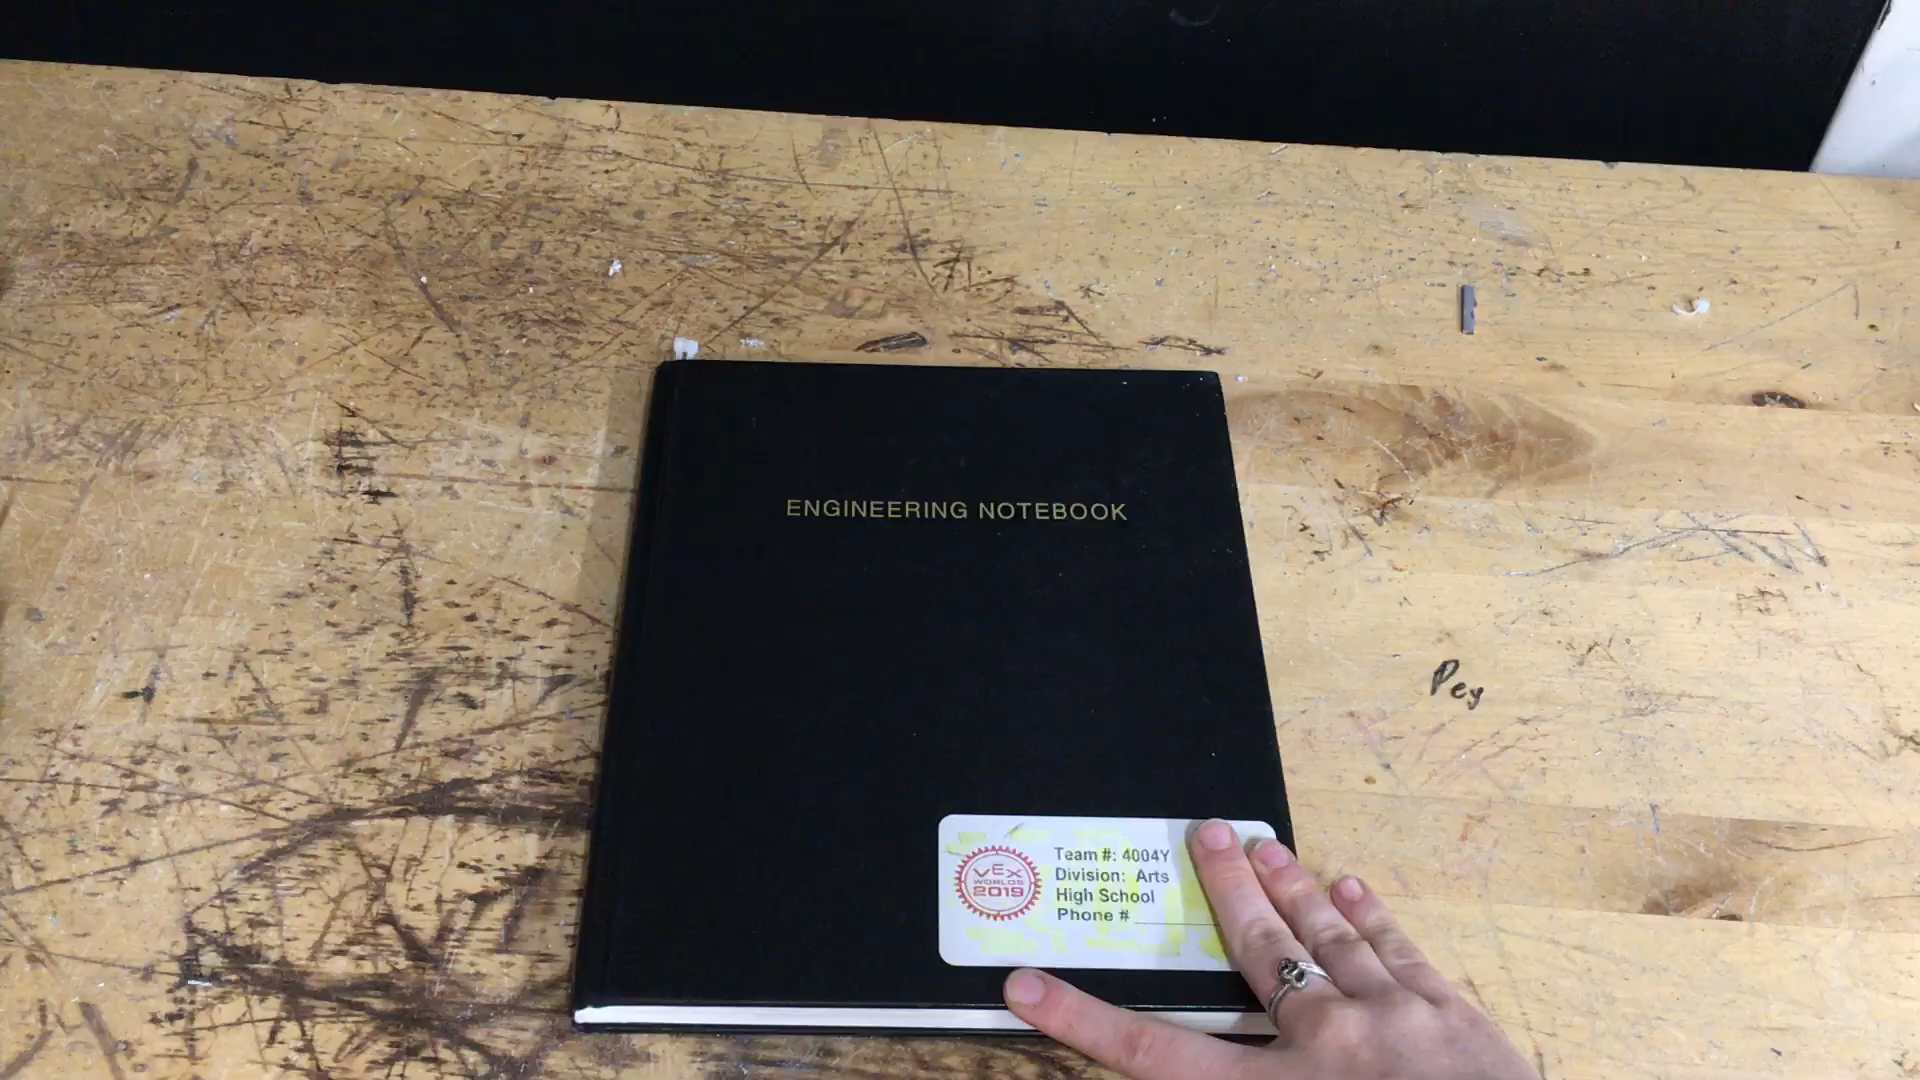 ENGINEERING NOTEBOOK
Pey
VEX
WORLDS
2019
Team #: 4004Y
Division: Arts
High School
Phone #